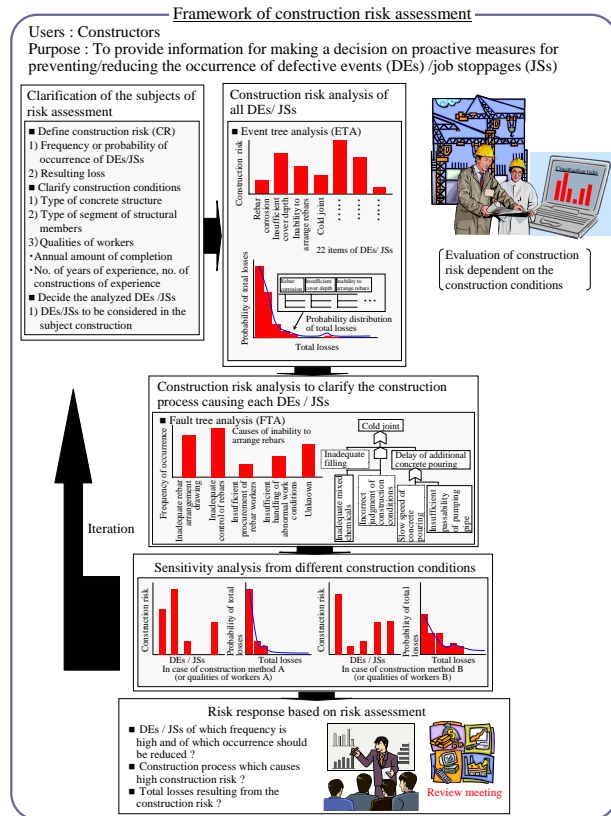 Framework of construction risk assessment
Users : Constructors
Purpose : To provide information for making a decision on proactive measures for
preventing/reducing the occurrence of defective events (DEs) /job stoppages (JSs)
Clarification of the subjects of
risk assessment
■ Define construction risk (CR)
1) Frequency or probability of
occurrence of DEs/JSs
2) Resulting loss
■ Clarify construction conditions
1) Type of concrete structure
2) Type of segment of structural
members
3) Qualities of workers
・Annual amount of completion
・No. of years of experience, no. of
constructions of experience
■ Decide the analyzed DEs /JSs
1) DEs/JSs to be considered in the
subject construction
Construction risk analysis of
all DEs/ JSs
■ Event tree analysis (ETA)
Construction risk
Rebar
corrosion
Insufficient
cover depth
Inability to
arrange rebars
Cold joint
......
......
22 items of DEs/ JSs
Probability of total losses
Rebar
corrosion
Insufficient
cover depth
Inability to
arrange rebars
•••
Probability distribution
of total losses
Total losses
Construction risks
Evaluation of construction
risk dependent on the
construction conditions
Construction risk analysis to clarify the construction
process causing each DEs / JSs
■ Fault tree analysis (FTA)
Causes of inability to
arrange rebars
Frequency of occurrence
Inadequate rebar
arrangement
drawing
Inadequate
control of rebars
Insufficient
procurement of
rebar workers
Insufficient
handling of
abnormal work
conditions
Unknown
Cold joint
Inadequate
filling
Delay of additional
concrete pouring
Inadequate mixed
chemicals
Incorrect
judgment of
construction
conditions
Slow speed of
concrete
pouring
Insufficient
passability
of pumping
pipe
Iteration
Sensitivity analysis from different construction conditions
Construction risk
DEs / JSs
Probability of total
losses
Total losses
In case of construction method A
(or qualities of workers A)
Construction risk
DEs / JSs
Probability of total
losses
Total losses
In case of construction method B
(or qualities of workers B)
Risk response based on risk assessment
■ DEs / JSs of which frequency is
high and of which occurrence should
be reduced ?
■ Construction process which causes
high construction risk ?
■ Total losses resulting from the
construction risk ?
Review meeting